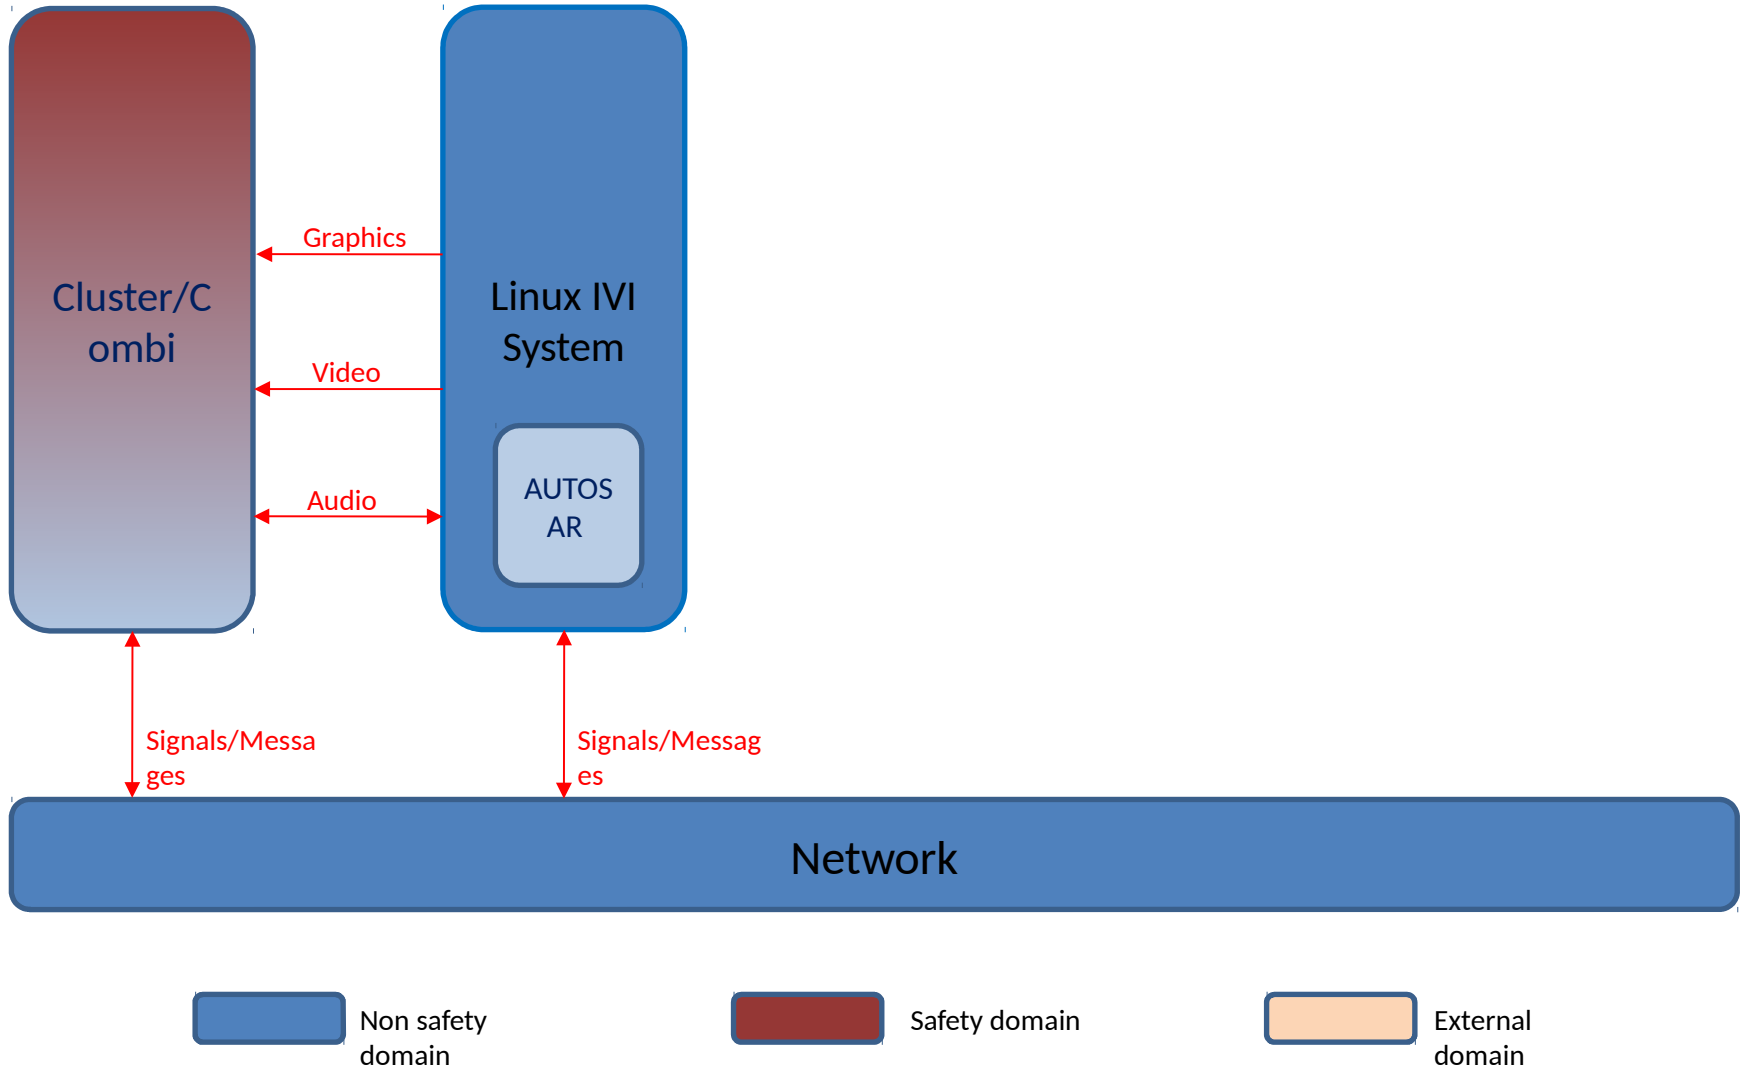 Graphics
Cluster/C
ombi
Linux IVI
System
Video
AUTOS
AR
Audio
Signals/Messa
ges
Signals/Messag
es
Network
Non safety
domain
Safety domain
External
domain